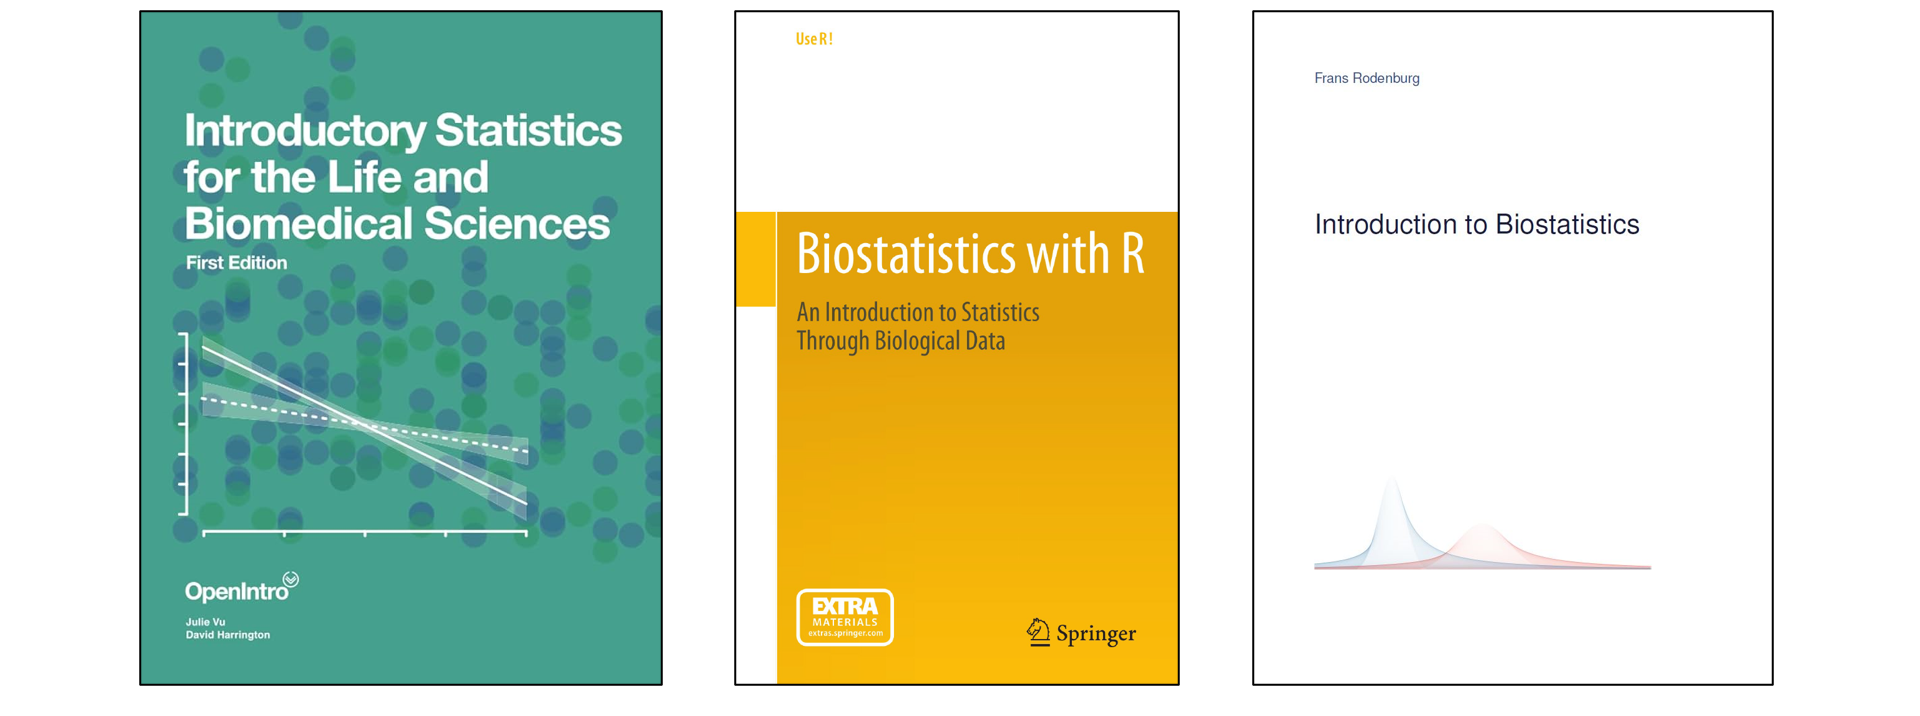 Introductory Statistics
for the Life and
Biomedical Sciences
First Edition
OpenIntro
Julie Vu
David Harrington
Use R!
Biostatistics with R
An Introduction to Statistics
Through Biological Data
EXTRA
MATERIALS
extras.springer.com
Springer
Frans Rodenburg
Introduction to Biostatistics